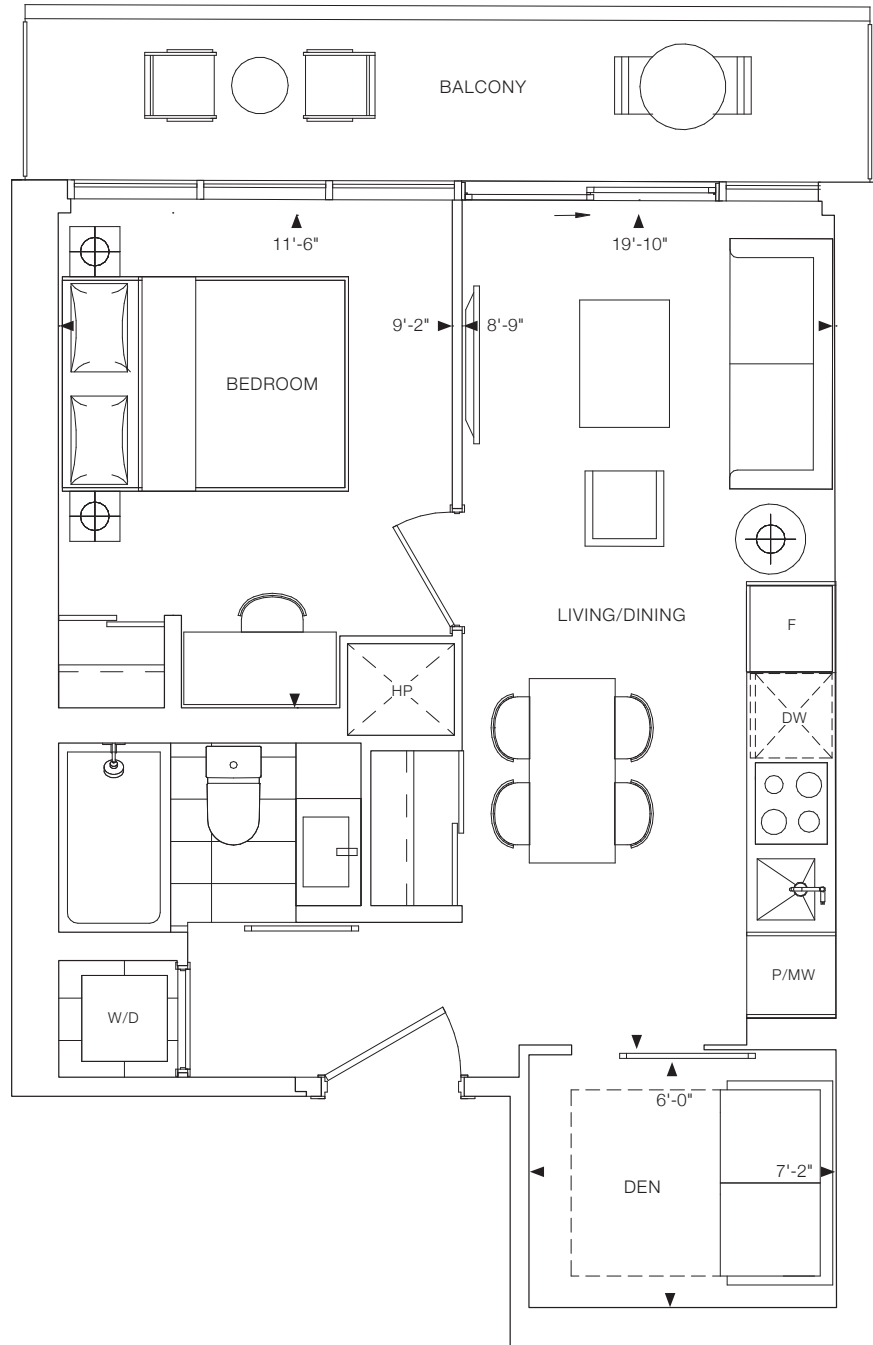 BALCONY
11'-6"
19'-10"
9'-2"
8'-9"
BEDROOM
LIVING/DINING
F
HP
DW
P/MW
W/D
6'-0"
7'-2"
DEN